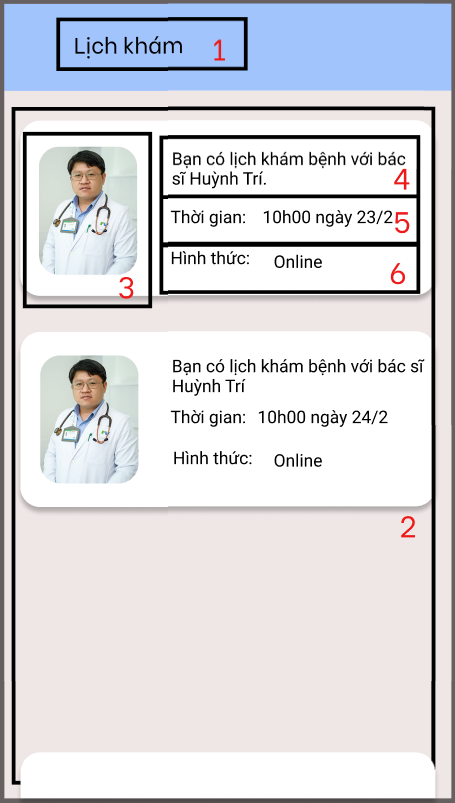 Lịch khám
1
Bạn có lịch khám bệnh với bác
sĩ Huỳnh Trí.
4
Thời gian: 10h00 ngày 23/2
5
Hình thức: Online
6
3
Bạn có lịch khám bệnh với bác sĩ
Huỳnh Trí
Thời gian: 10h00 ngày 24/2
Hình thức: Online
2